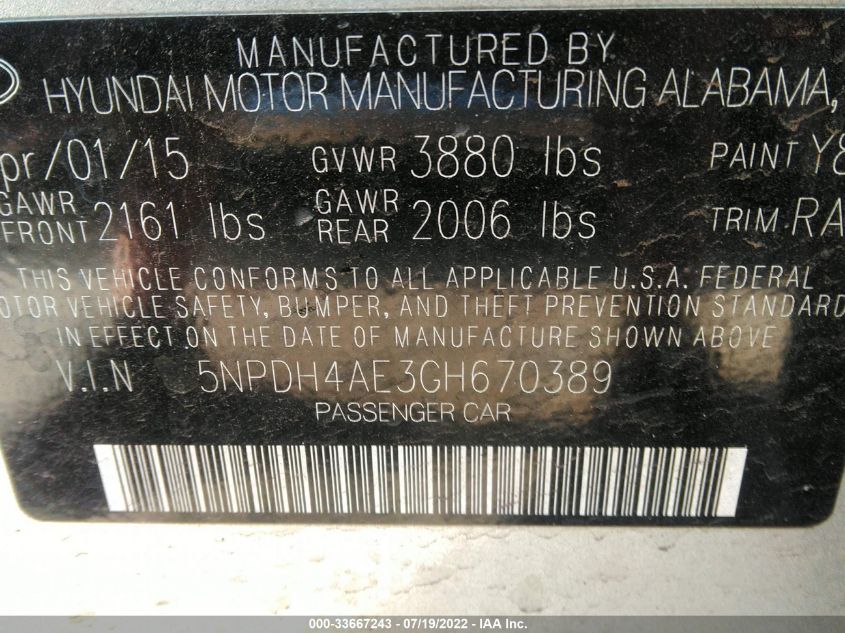 MANUFACTURED BY
HYUNDAI MOTOR MANUFACTURING ALABAMA,
pr/01/15 GVWR 3880 lbs PAINT Y8
GAWR FRONT 2161 lbs GAWR REAR 2006 lbs TRIM RA
THIS VEHICLE CONFORMS TO ALL APPLICABLE U.S.A. FEDERAL
OTOR VEHICLE SAFETY, BUMPER, AND THEFT PREVENTION STANDARD
IN EFFECT ON THE DATE OF MANUFACTURE SHOWN ABOVE
V.I.N 5NPDH4AE3GH670389
PASSENGER CAR
000-33667243 - 07/19/2022 - IAA Inc.